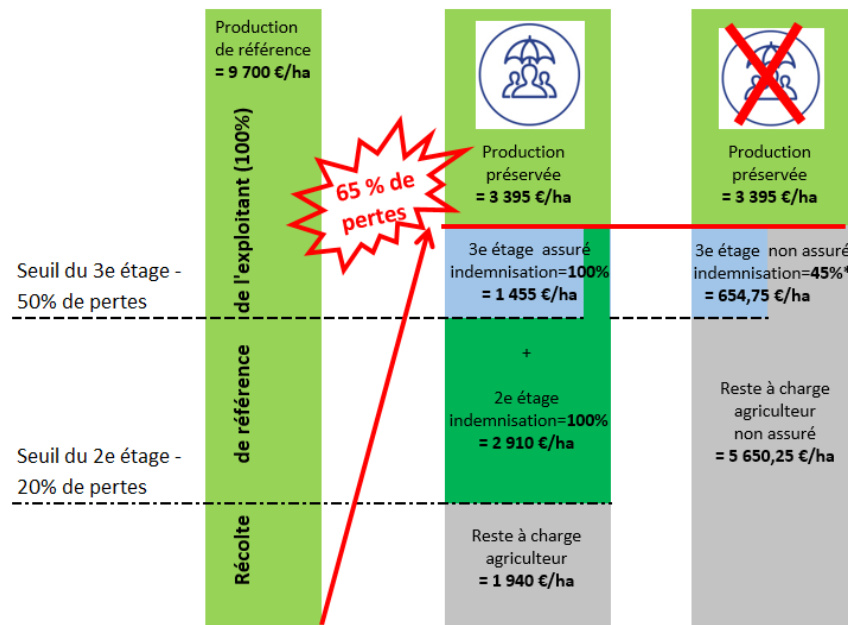 Production
de référence
= 9 700 €/ha
Récolte de référence de l'exploitant (100%)
65 % de
pertes
Seuil du 3e étage -
50% de pertes
Seuil du 2e étage -
20% de pertes
Production
préservée
= 3 395 €/ha
3e étage assuré
indemnisation=100%
= 1 455 €/ha
+
2e étage
indemnisation=100%
= 2 910 €/ha
Reste à charge
agriculteur
= 1 940 €/ha
Production
préservée
= 3 395 €/ha
3e étage non assuré
indemnisation=45%*
= 654,75 €/ha
Reste à charge
agriculteur
non assuré
= 5 650,25 €/ha